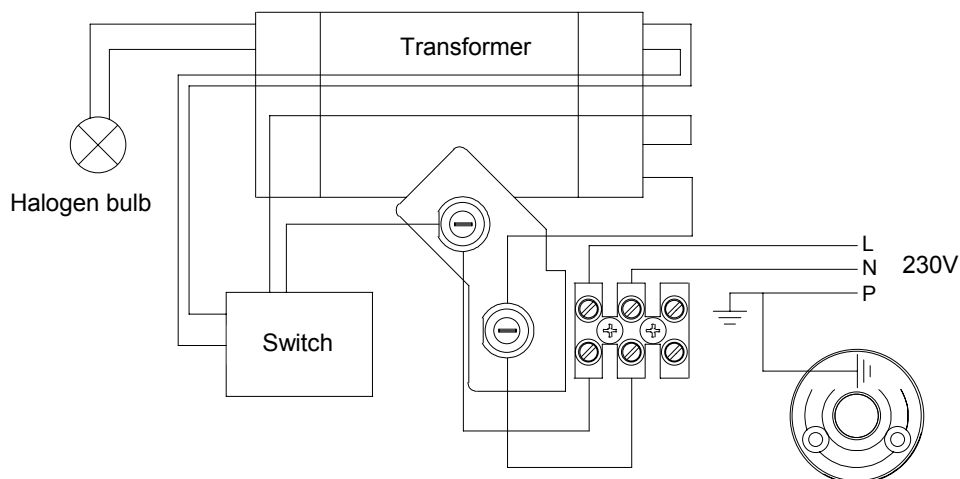 Transformer
Halogen bulb
L
N
230V
P
Switch